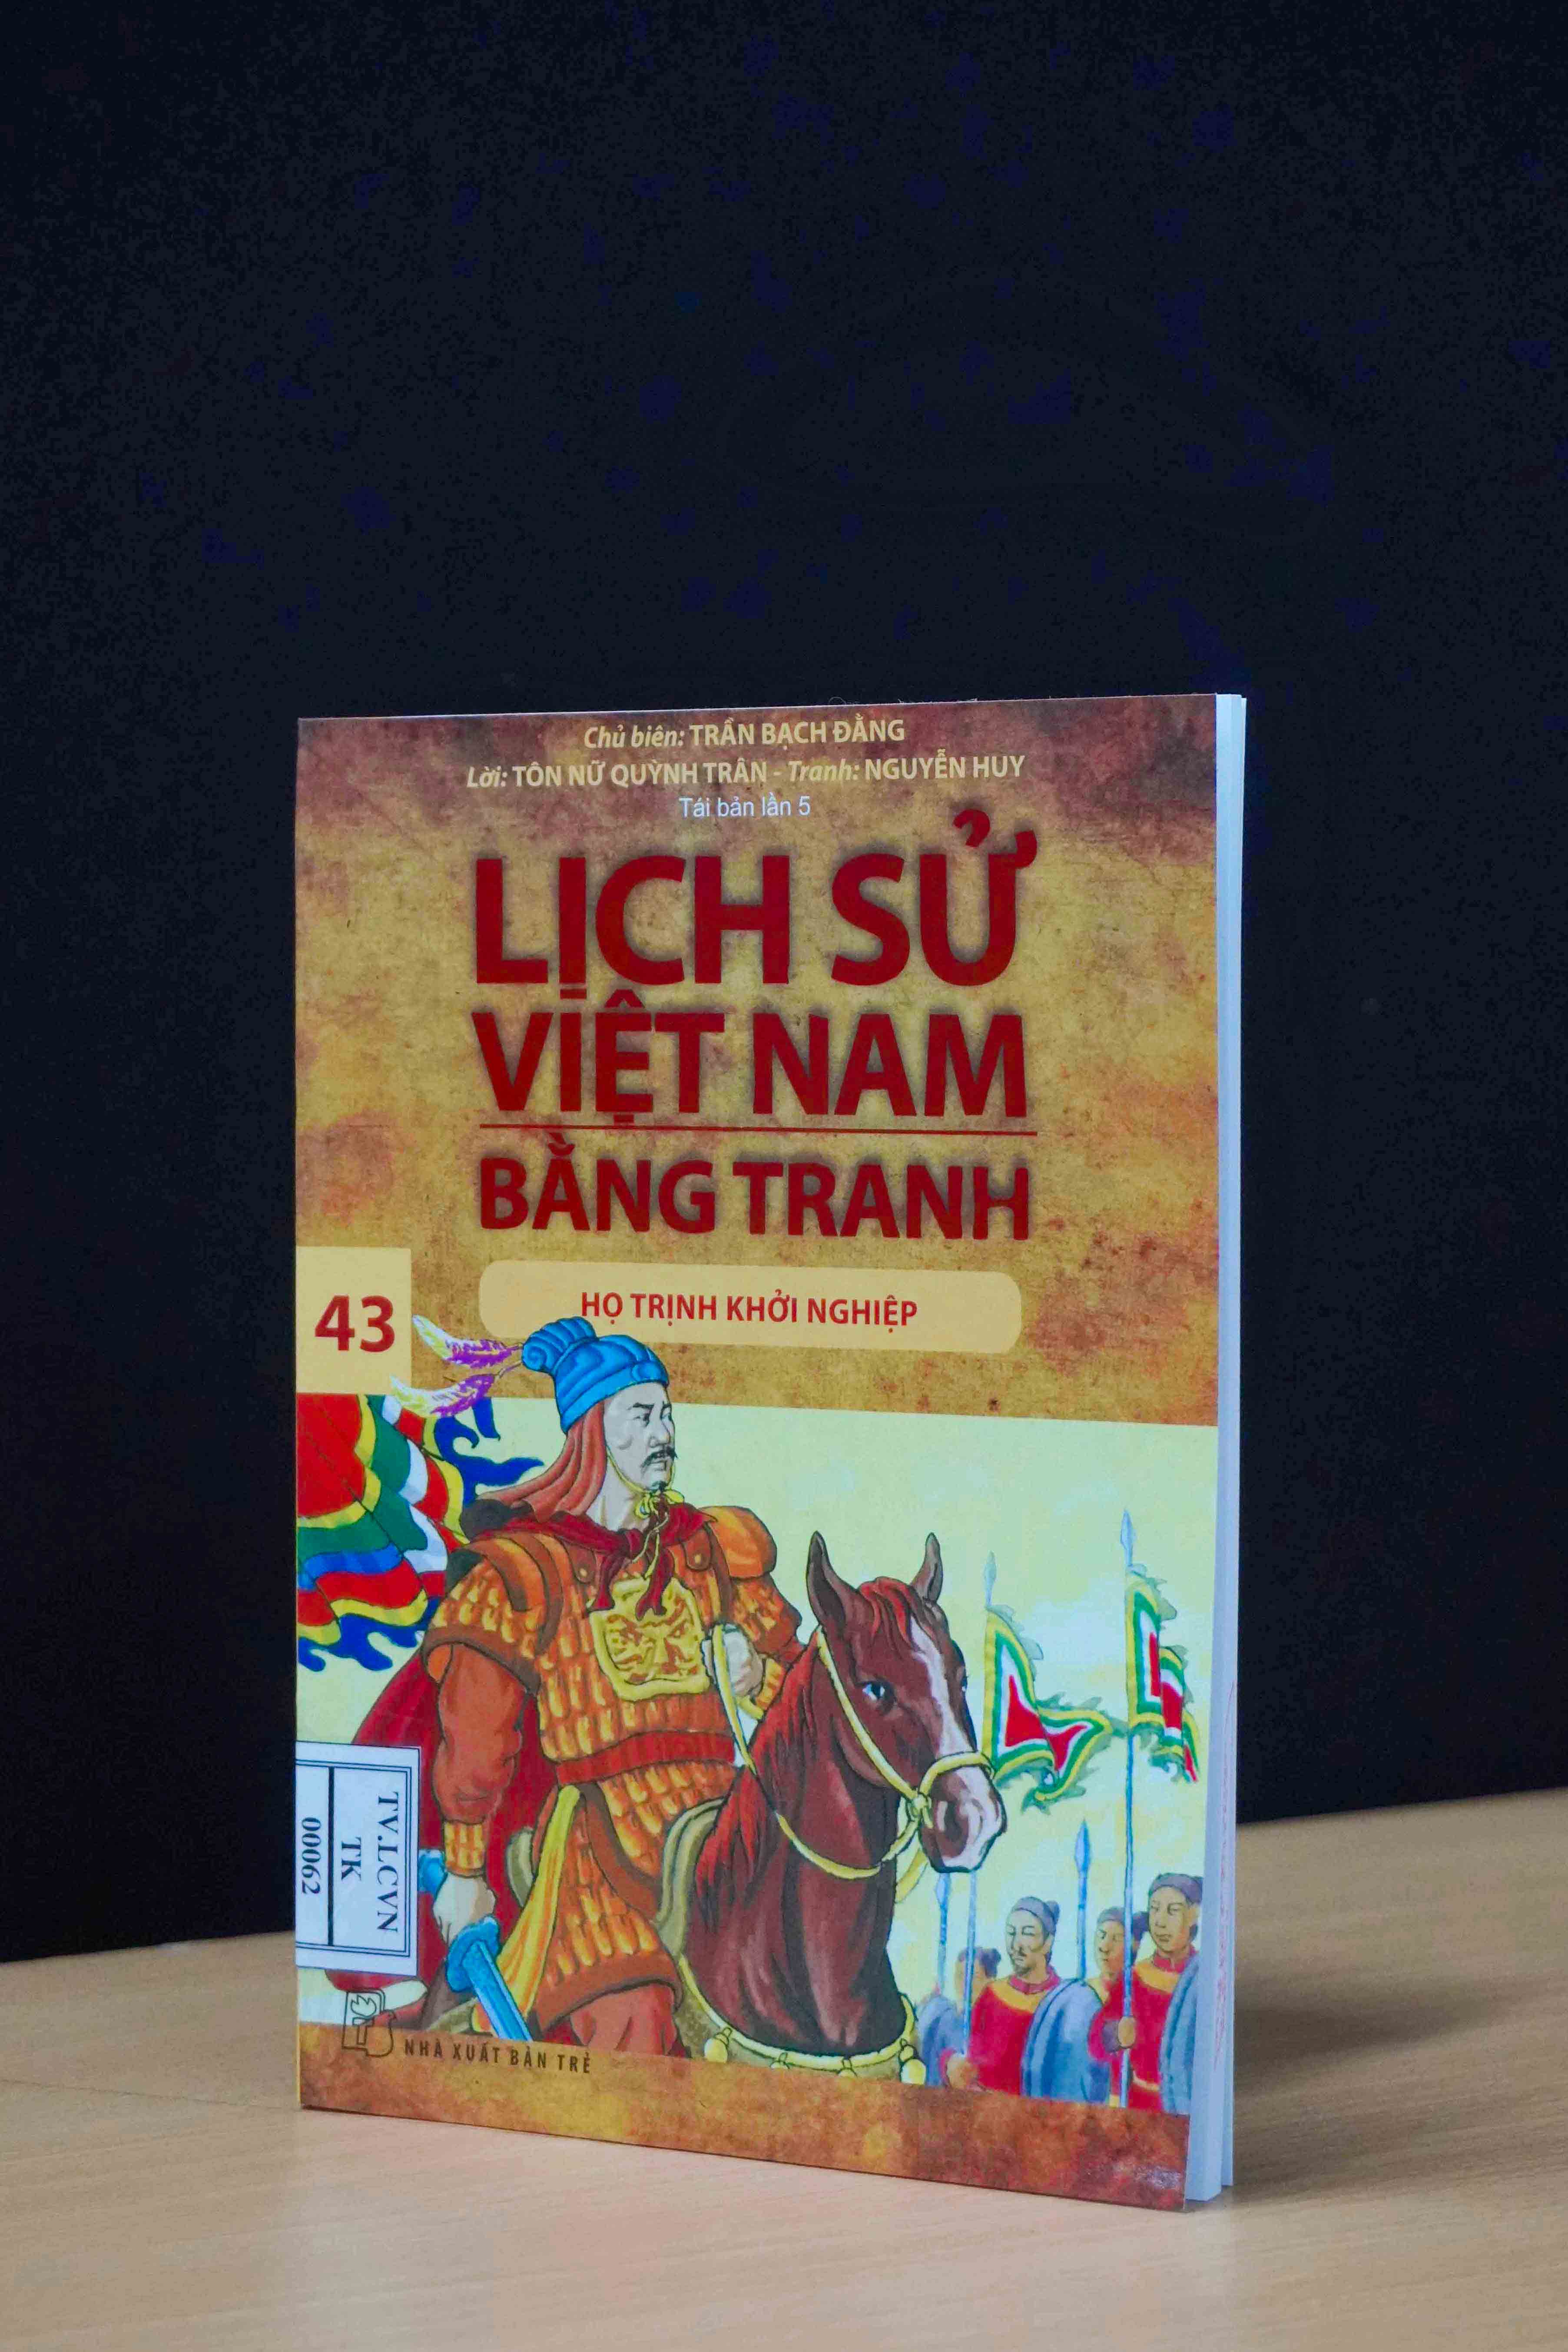 Chủ biên: TRẦN BẠCH ĐẰNG
Lời: TÔN NỮ QUỲNH TRÂN - Tranh: NGUYỄN HUY
Tái bản lần 5
LỊCH SỬ
VIỆT NAM
BẰNG TRANH
43
HỌ TRỊNH KHỞI NGHIỆP
TV.LCVN
TK
00062
NHÀ XUẤT BẢN TRẺ